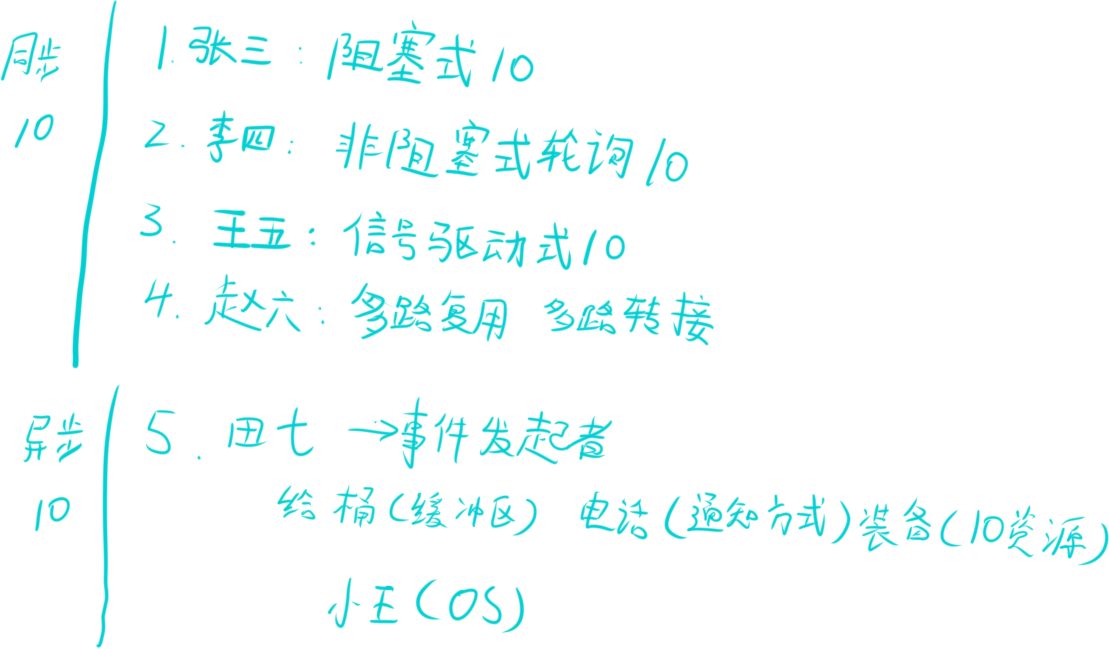 同步
IO
1. 张三：阻塞式IO
2. 李四：非阻塞式轮询IO
3. 王五：信号驱动式IO
4. 赵六：多路复用 多路转接
异步
IO
5. 田七 →事件发起者
给 桶(缓冲区) 电话(通知方式)装备(IO资源)
小王(OS)